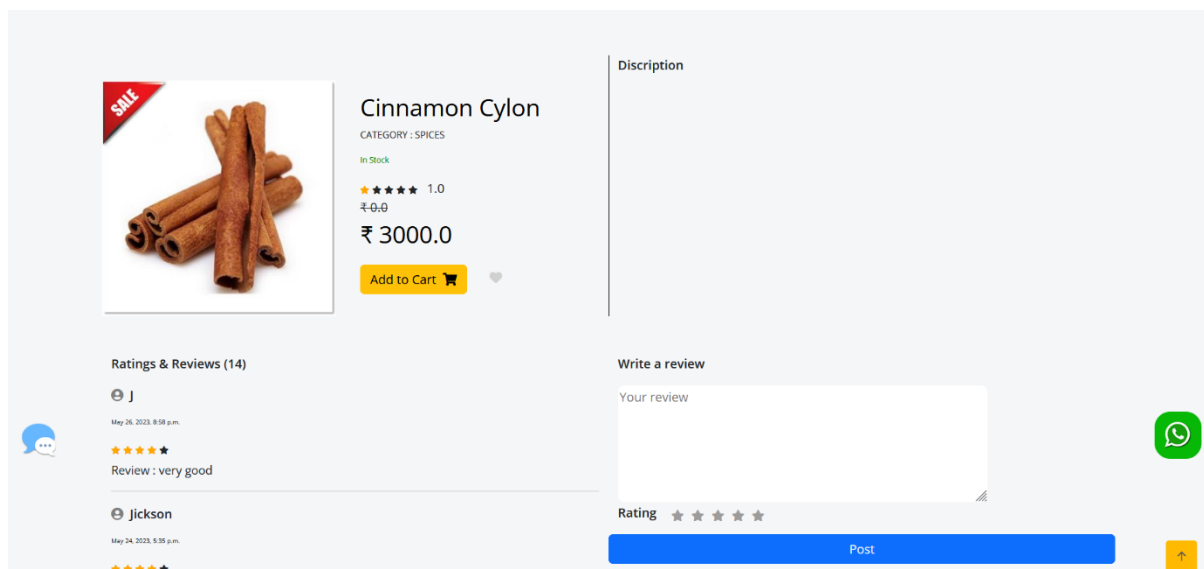 SALE
Cinnamon Cylon
CATEGORY : SPICES
In Stock
1.0
₹ 0.0
₹ 3000.0
Add to Cart
Discription
Ratings & Reviews (14)
J
May 26, 2023, 8:58 p.m.
Review : very good
Jickson
May 24, 2023, 5:35 p.m.
Write a review
Your review
Rating
Post